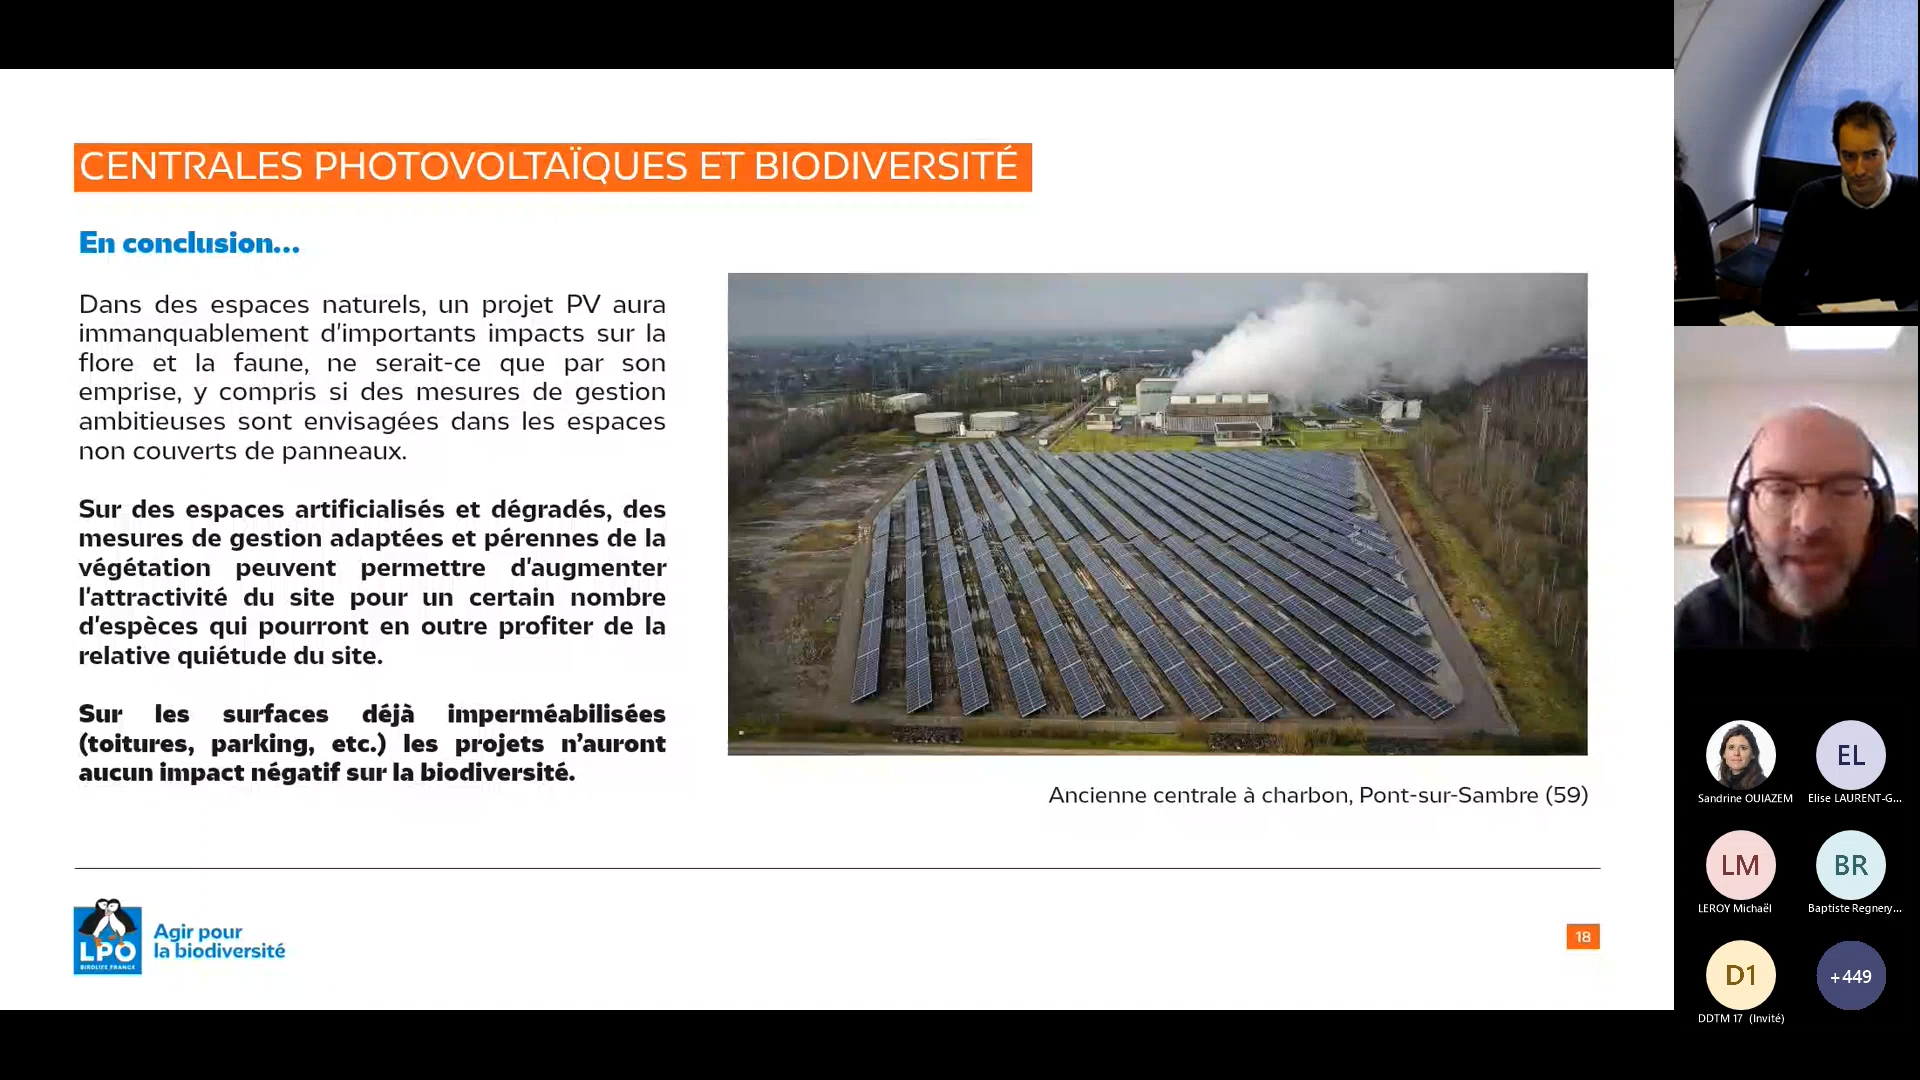 CENTRALES PHOTOVOLTAÏQUES ET BIODIVERSITÉ
En conclusion...
Dans des espaces naturels, un projet PV aura
immanquablement d'importants impacts sur la
flore et la faune, ne serait-ce que par son
emprise, y compris si des mesures de gestion
ambitieuses sont envisagées dans les espaces
non couverts de panneaux.
Sur des espaces artificialisés et dégradés, des
mesures de gestion adaptées et pérennes de la
végétation peuvent permettre d'augmenter
l'attractivité du site pour un certain nombre
d'espèces qui pourront en outre profiter de la
relative quiétude du site.
Sur les surfaces déjà imperméabilisées
(toitures, parking, etc.) les projets n’auront
aucun impact négatif sur la biodiversité.
Ancienne centrale à charbon, Pont-sur-Sambre (59)
LPO
BIRDLIFE FRANCE
Agir pour
la biodiversité
18
Sandrine OUIAZEM
EL
Elise LAURENT-G...
LM
LEROY Michaël
BR
Baptiste Regnery...
D1
DDTM 17 (Invité)
+449